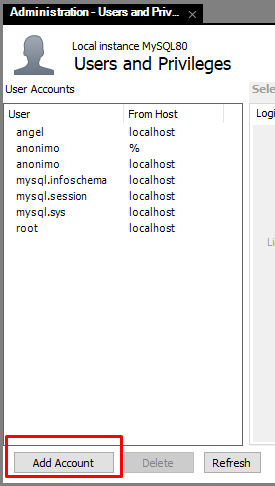 Administration - Users and Priv...
Local instance MySQL80
Users and Privileges
User Accounts
User From Host
angel localhost
anonimo %
anonimo localhost
mysql.infoschema localhost
mysql.session localhost
mysql.sys localhost
root localhost
Add Account Delete Refresh
Sele
Logi
Li